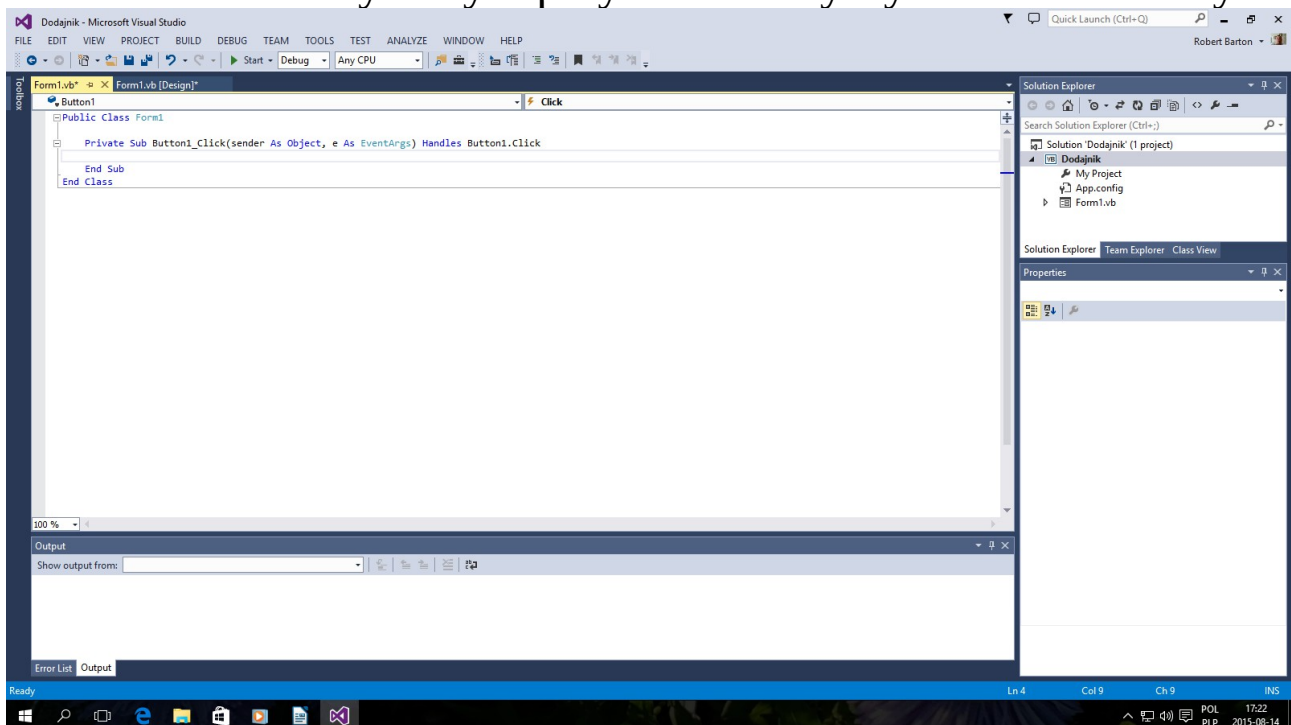 Dodajnik - Microsoft Visual Studio
Quick Launch (Ctrl+Q)
FILE EDIT VIEW PROJECT BUILD DEBUG TEAM TOOLS TEST ANALYZE WINDOW HELP
Robert Barton
Start Debug Any CPU
Toolbox
Form1.vb* Form1.vb [Design]*
Button1 Click
Public Class Form1
Private Sub Button1_Click(sender As Object, e As EventArgs) Handles Button1.Click
End Sub
End Class
100 %
Output
Show output from:
Error List Output
Solution Explorer
Search Solution Explorer (Ctrl+;)
Solution 'Dodajnik' (1 project)
VB Dodajnik
My Project
App.config
Form1.vb
Solution Explorer Team Explorer Class View
Properties
Ready Ln 4 Col 9 Ch 9 INS
POL 17:22
PLP 2015-08-14